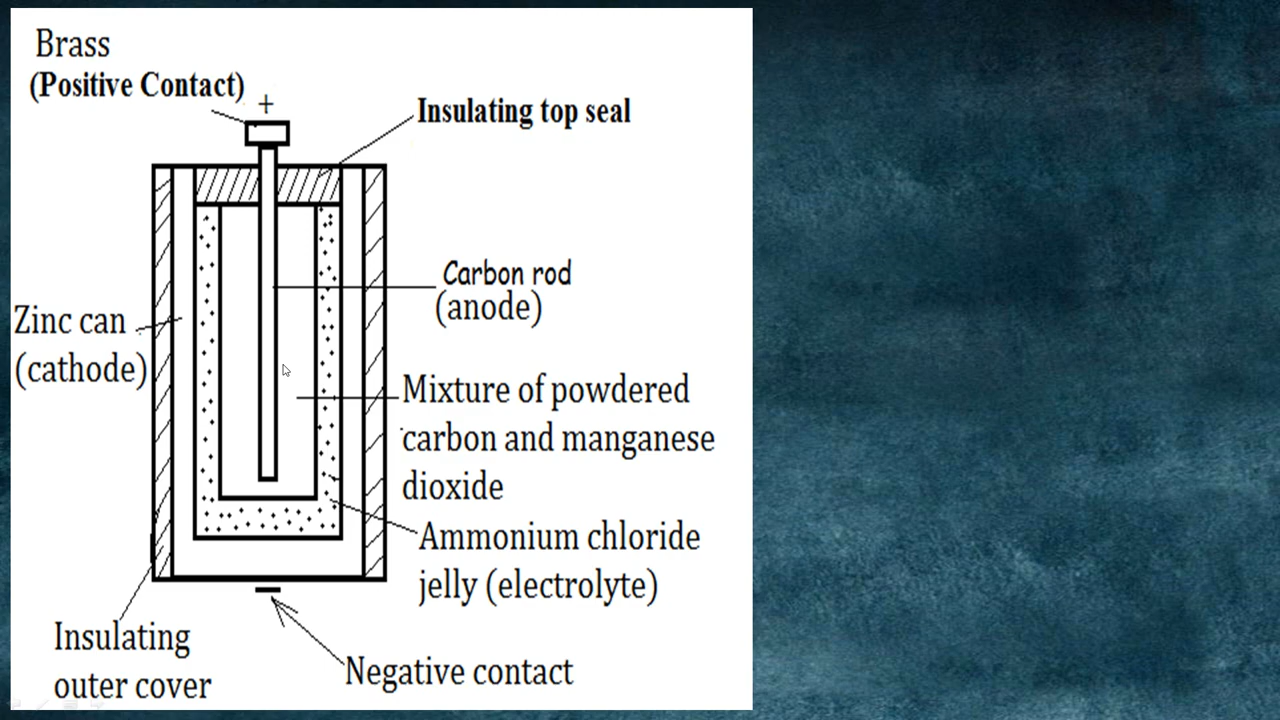 Brass
(Positive Contact)
+
Insulating top seal
Carbon rod
(anode)
Zinc can
(cathode)
Mixture of powdered
carbon and manganese
dioxide
Ammonium chloride
jelly (electrolyte)
Insulating
outer cover
Negative contact